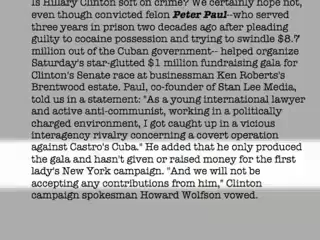 Is Hillary Clinton soft on crime? We certainly hope not,
even though convicted felon Peter Paul--who served
three years in prison two decades ago after pleading
guilty to cocaine possession and trying to swindle $8.7
million out of the Cuban government-- helped organize
Saturday's star-glutted $1 million fundraising gala for
Clinton's Senate race at businessman Ken Roberts's
Brentwood estate. Paul, co-founder of Stan Lee Media,
told us in a statement: "As a young international lawyer
and active anti-communist, working in a politically
charged environment, I got caught up in a vicious
interagency rivalry concerning a covert operation
against Castro's Cuba." He added that he only produced
the gala and hasn't given or raised money for the first
lady's New York campaign. "And we will not be
accepting any contributions from him," Clinton
campaign spokesman Howard Wolfson vowed.